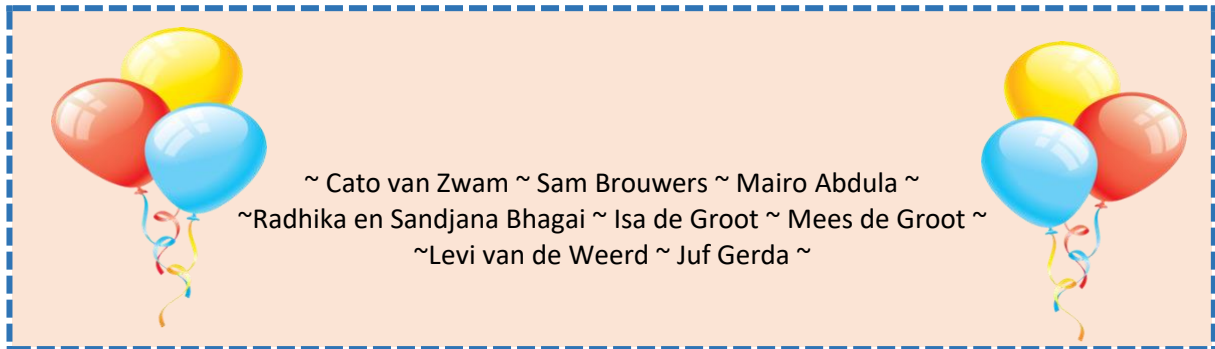 ~ Cato van Zwam ~ Sam Brouwers ~ Mairo Abdula ~
~Radhika en Sandjana Bhagai ~ Isa de Groot ~ Mees de Groot ~
~Levi van de Weerd ~ Juf Gerda ~